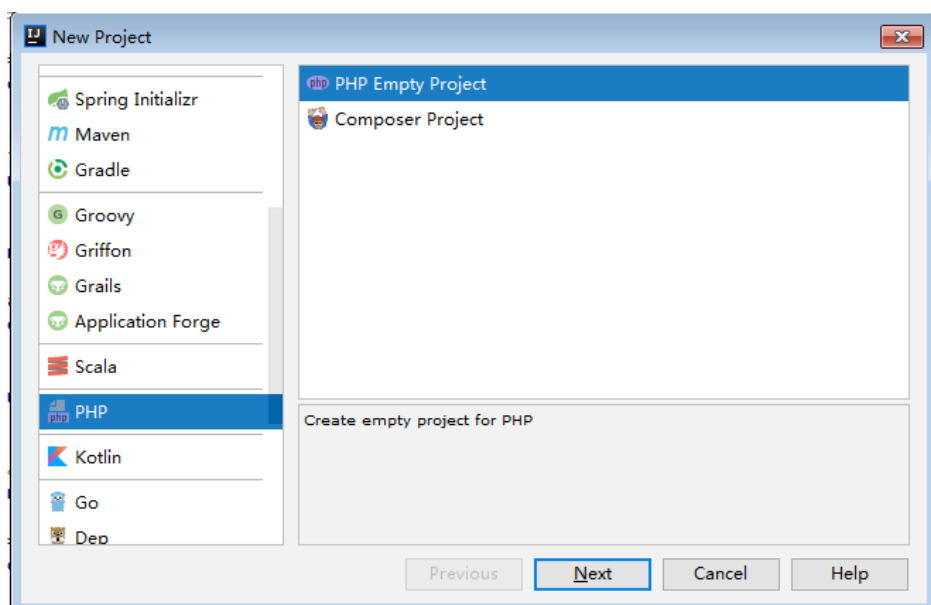 New Project
Spring Initializr
Maven
Gradle
Groovy
Griffon
Grails
Application Forge
Scala
PHP
Kotlin
Go
Dep
PHP Empty Project
Composer Project
Create empty project for PHP
Previous
Next
Cancel
Help